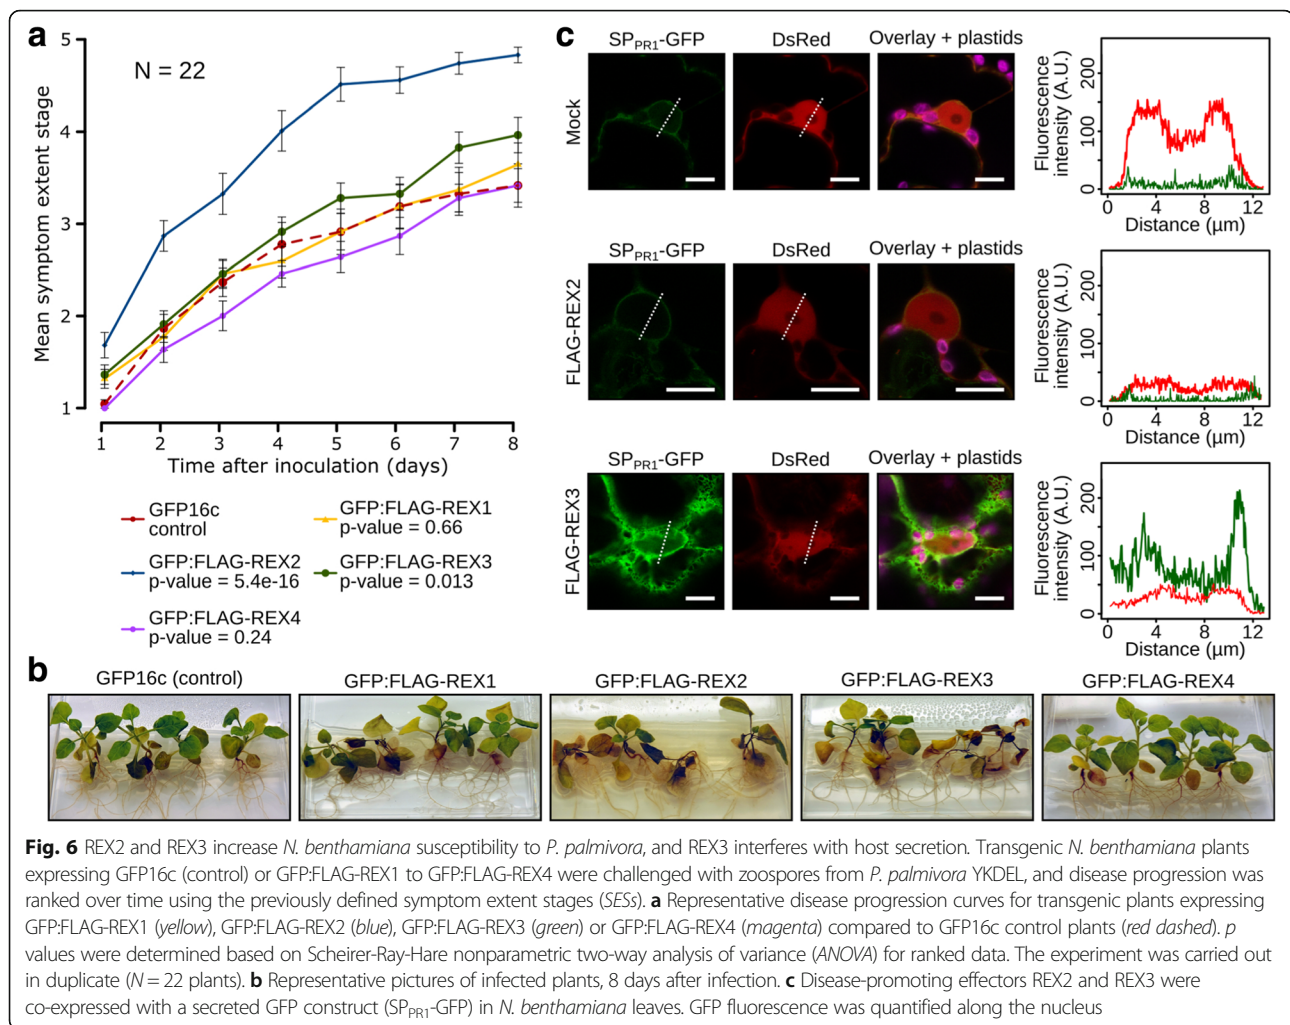 a
5
4
3
2
1
Mean symptom extent stage
N = 22
1 2 3 4 5 6 7 8
Time after inoculation (days)
GFP16c
control
GFP:FLAG-REX1
p-value = 0.66
GFP:FLAG-REX2
p-value = 5.4e-16
GFP:FLAG-REX3
p-value = 0.013
GFP:FLAG-REX4
p-value = 0.24
c
SPPR1-GFP DsRed Overlay + plastids
Mock
Fluorescence
intensity (A.U.)
0 100 200
0 4 8 12
Distance (µm)
SPPR1-GFP DsRed Overlay + plastids
FLAG-REX2
Fluorescence
intensity (A.U.)
0 100 200
0 4 8 12
Distance (µm)
SPPR1-GFP DsRed Overlay + plastids
FLAG-REX3
Fluorescence
intensity (A.U.)
0 100 200
0 4 8 12
Distance (µm)
b
GFP16c (control) GFP:FLAG-REX1 GFP:FLAG-REX2 GFP:FLAG-REX3 GFP:FLAG-REX4
Fig. 6 REX2 and REX3 increase N. benthamiana susceptibility to P. palmivora, and REX3 interferes with host secretion. Transgenic N. benthamiana plants
expressing GFP16c (control) or GFP:FLAG-REX1 to GFP:FLAG-REX4 were challenged with zoospores from P. palmivora YKDEL, and disease progression was
ranked over time using the previously defined symptom extent stages (SESs). a Representative disease progression curves for transgenic plants expressing
GFP:FLAG-REX1 (yellow), GFP:FLAG-REX2 (blue), GFP:FLAG-REX3 (green) or GFP:FLAG-REX4 (magenta) compared to GFP16c control plants (red dashed). p
values were determined based on Scheirer-Ray-Hare nonparametric two-way analysis of variance (ANOVA) for ranked data. The experiment was carried out
in duplicate (N = 22 plants). b Representative pictures of infected plants, 8 days after infection. c Disease-promoting effectors REX2 and REX3 were
co-expressed with a secreted GFP construct (SPPR1-GFP) in N. benthamiana leaves. GFP fluorescence was quantified along the nucleus